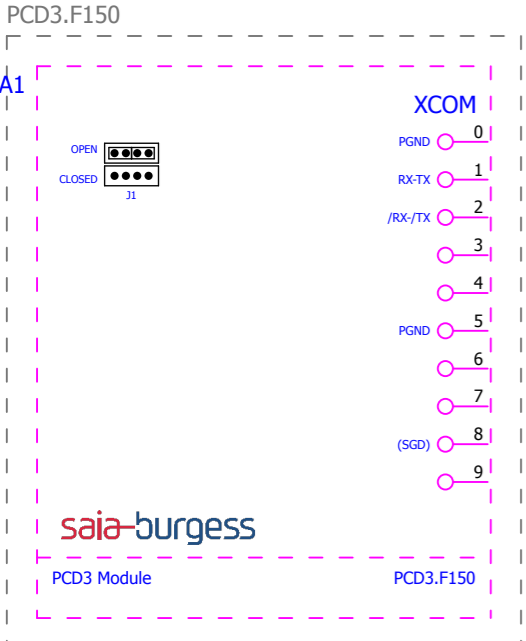 PCD3.F150
A1
XCOM
PGND 0
OPEN
RX-TX 1
CLOSED
J1
/RX-/TX 2
3
4
PGND 5
6
7
(SGD) 8
9
saia-burgess
PCD3 Module PCD3.F150